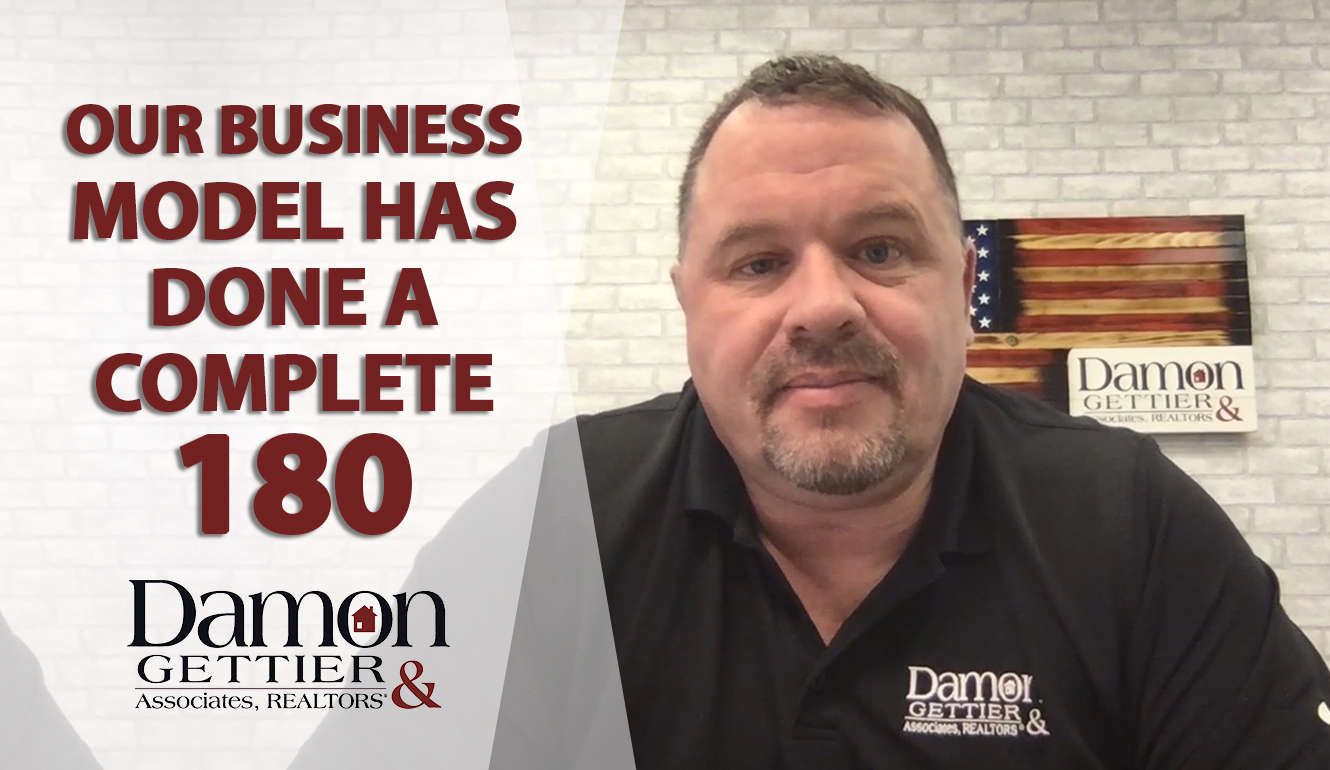 OUR BUSINESS
MODEL HAS
DONE A
COMPLETE
180
Damon
GETTIER &
Associates, REALTORS®
Damon
GETTIER &
Associates, REALTORS
Damon
GETTIER &
Associates, REALTORS®